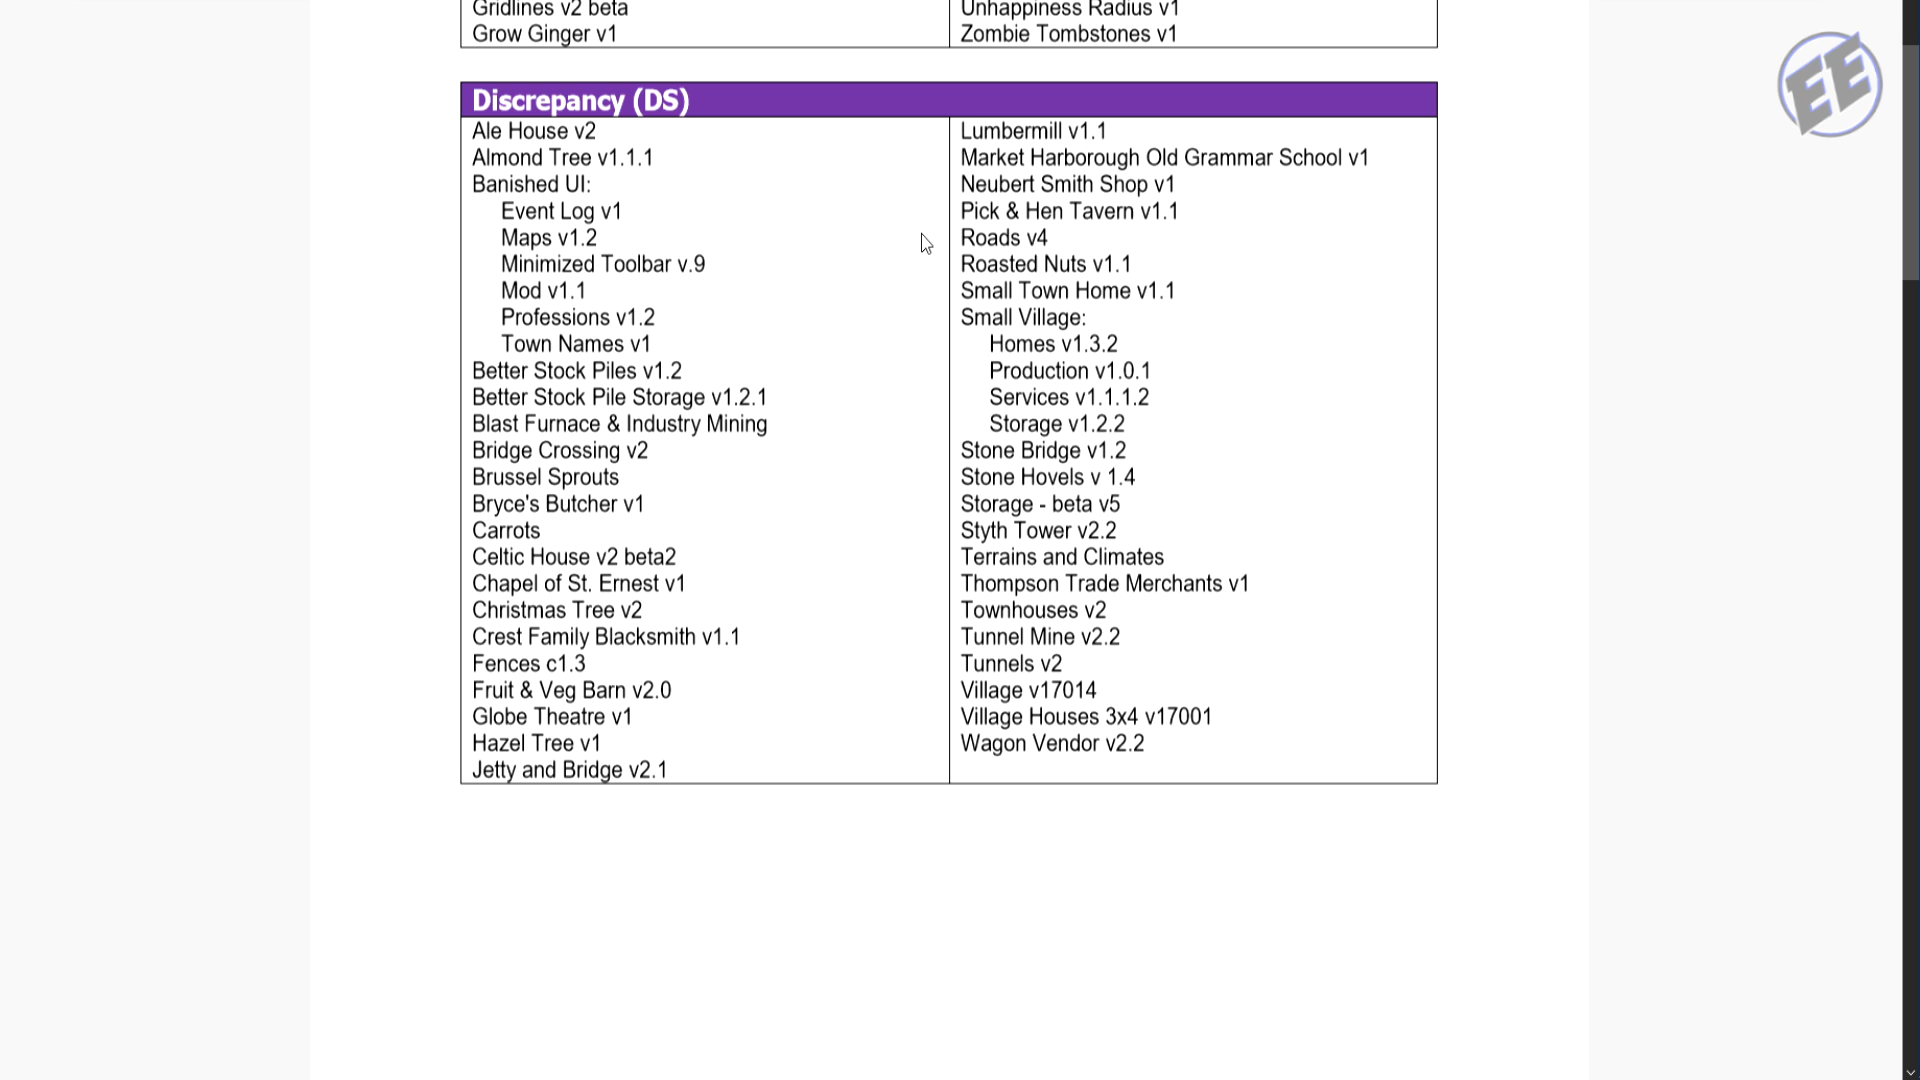 Gridlines v2 beta
Grow Ginger v1
Unhappiness Radius v1
Zombie Tombstones v1
EE
Discrepancy (DS)
Ale House v2
Almond Tree v1.1.1
Banished UI:
Event Log v1
Maps v1.2
Minimized Toolbar v.9
Mod v1.1
Professions v1.2
Town Names v1
Better Stock Piles v1.2
Better Stock Pile Storage v1.2.1
Blast Furnace & Industry Mining
Bridge Crossing v2
Brussel Sprouts
Bryce's Butcher v1
Carrots
Celtic House v2 beta2
Chapel of St. Ernest v1
Christmas Tree v2
Crest Family Blacksmith v1.1
Fences c1.3
Fruit & Veg Barn v2.0
Globe Theatre v1
Hazel Tree v1
Jetty and Bridge v2.1
Lumbermill v1.1
Market Harborough Old Grammar School v1
Neubert Smith Shop v1
Pick & Hen Tavern v1.1
Roads v4
Roasted Nuts v1.1
Small Town Home v1.1
Small Village:
Homes v1.3.2
Production v1.0.1
Services v1.1.1.2
Storage v1.2.2
Stone Bridge v1.2
Stone Hovels v 1.4
Storage - beta v5
Styth Tower v2.2
Terrains and Climates
Thompson Trade Merchants v1
Townhouses v2
Tunnel Mine v2.2
Tunnels v2
Village v17014
Village Houses 3x4 v17001
Wagon Vendor v2.2